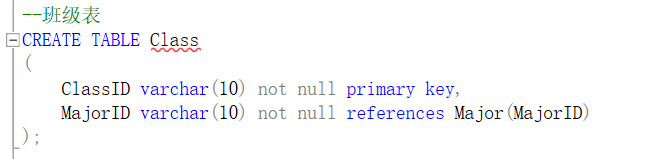 --班级表
CREATE TABLE Class
(
ClassID varchar(10) not null primary key,
MajorID varchar(10) not null references Major(MajorID)
);